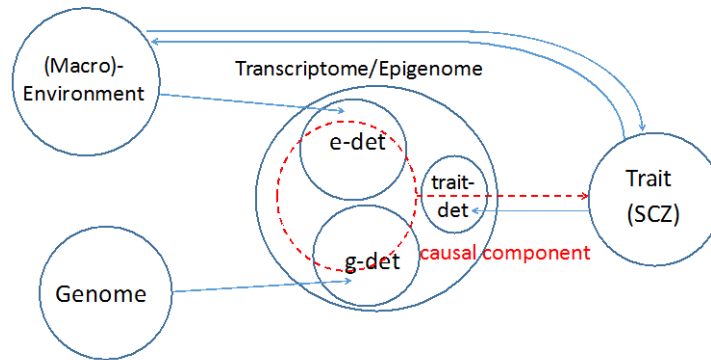 (Macro)-
Environment
Transcriptome/Epigenome
e-det
trait-
det
Trait
(SCZ)
g-det
causal component
Genome